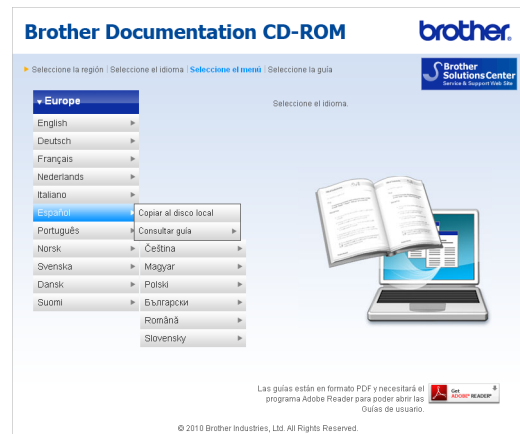 Brother Documentation CD-ROM
brother
Seleccione la región | Seleccione el idioma | Seleccione el menú | Seleccione la guía
Brother
Solutions Center
Service & Support Web Site
Europe
Seleccione el idioma.
English
Deutsch
Français
Nederlands
Italiano
Español
Copiar al disco local
Português
Consultar guía
Norsk
Čeština
Svenska
Magyar
Dansk
Polski
Suomi
Български
Română
Slovensky
Las guías están en formato PDF y necesitará el
programa Adobe Reader para poder abrir las
Guías de usuario.
Get
ADOBE® READER®
© 2010 Brother Industries, Ltd. All Rights Reserved.